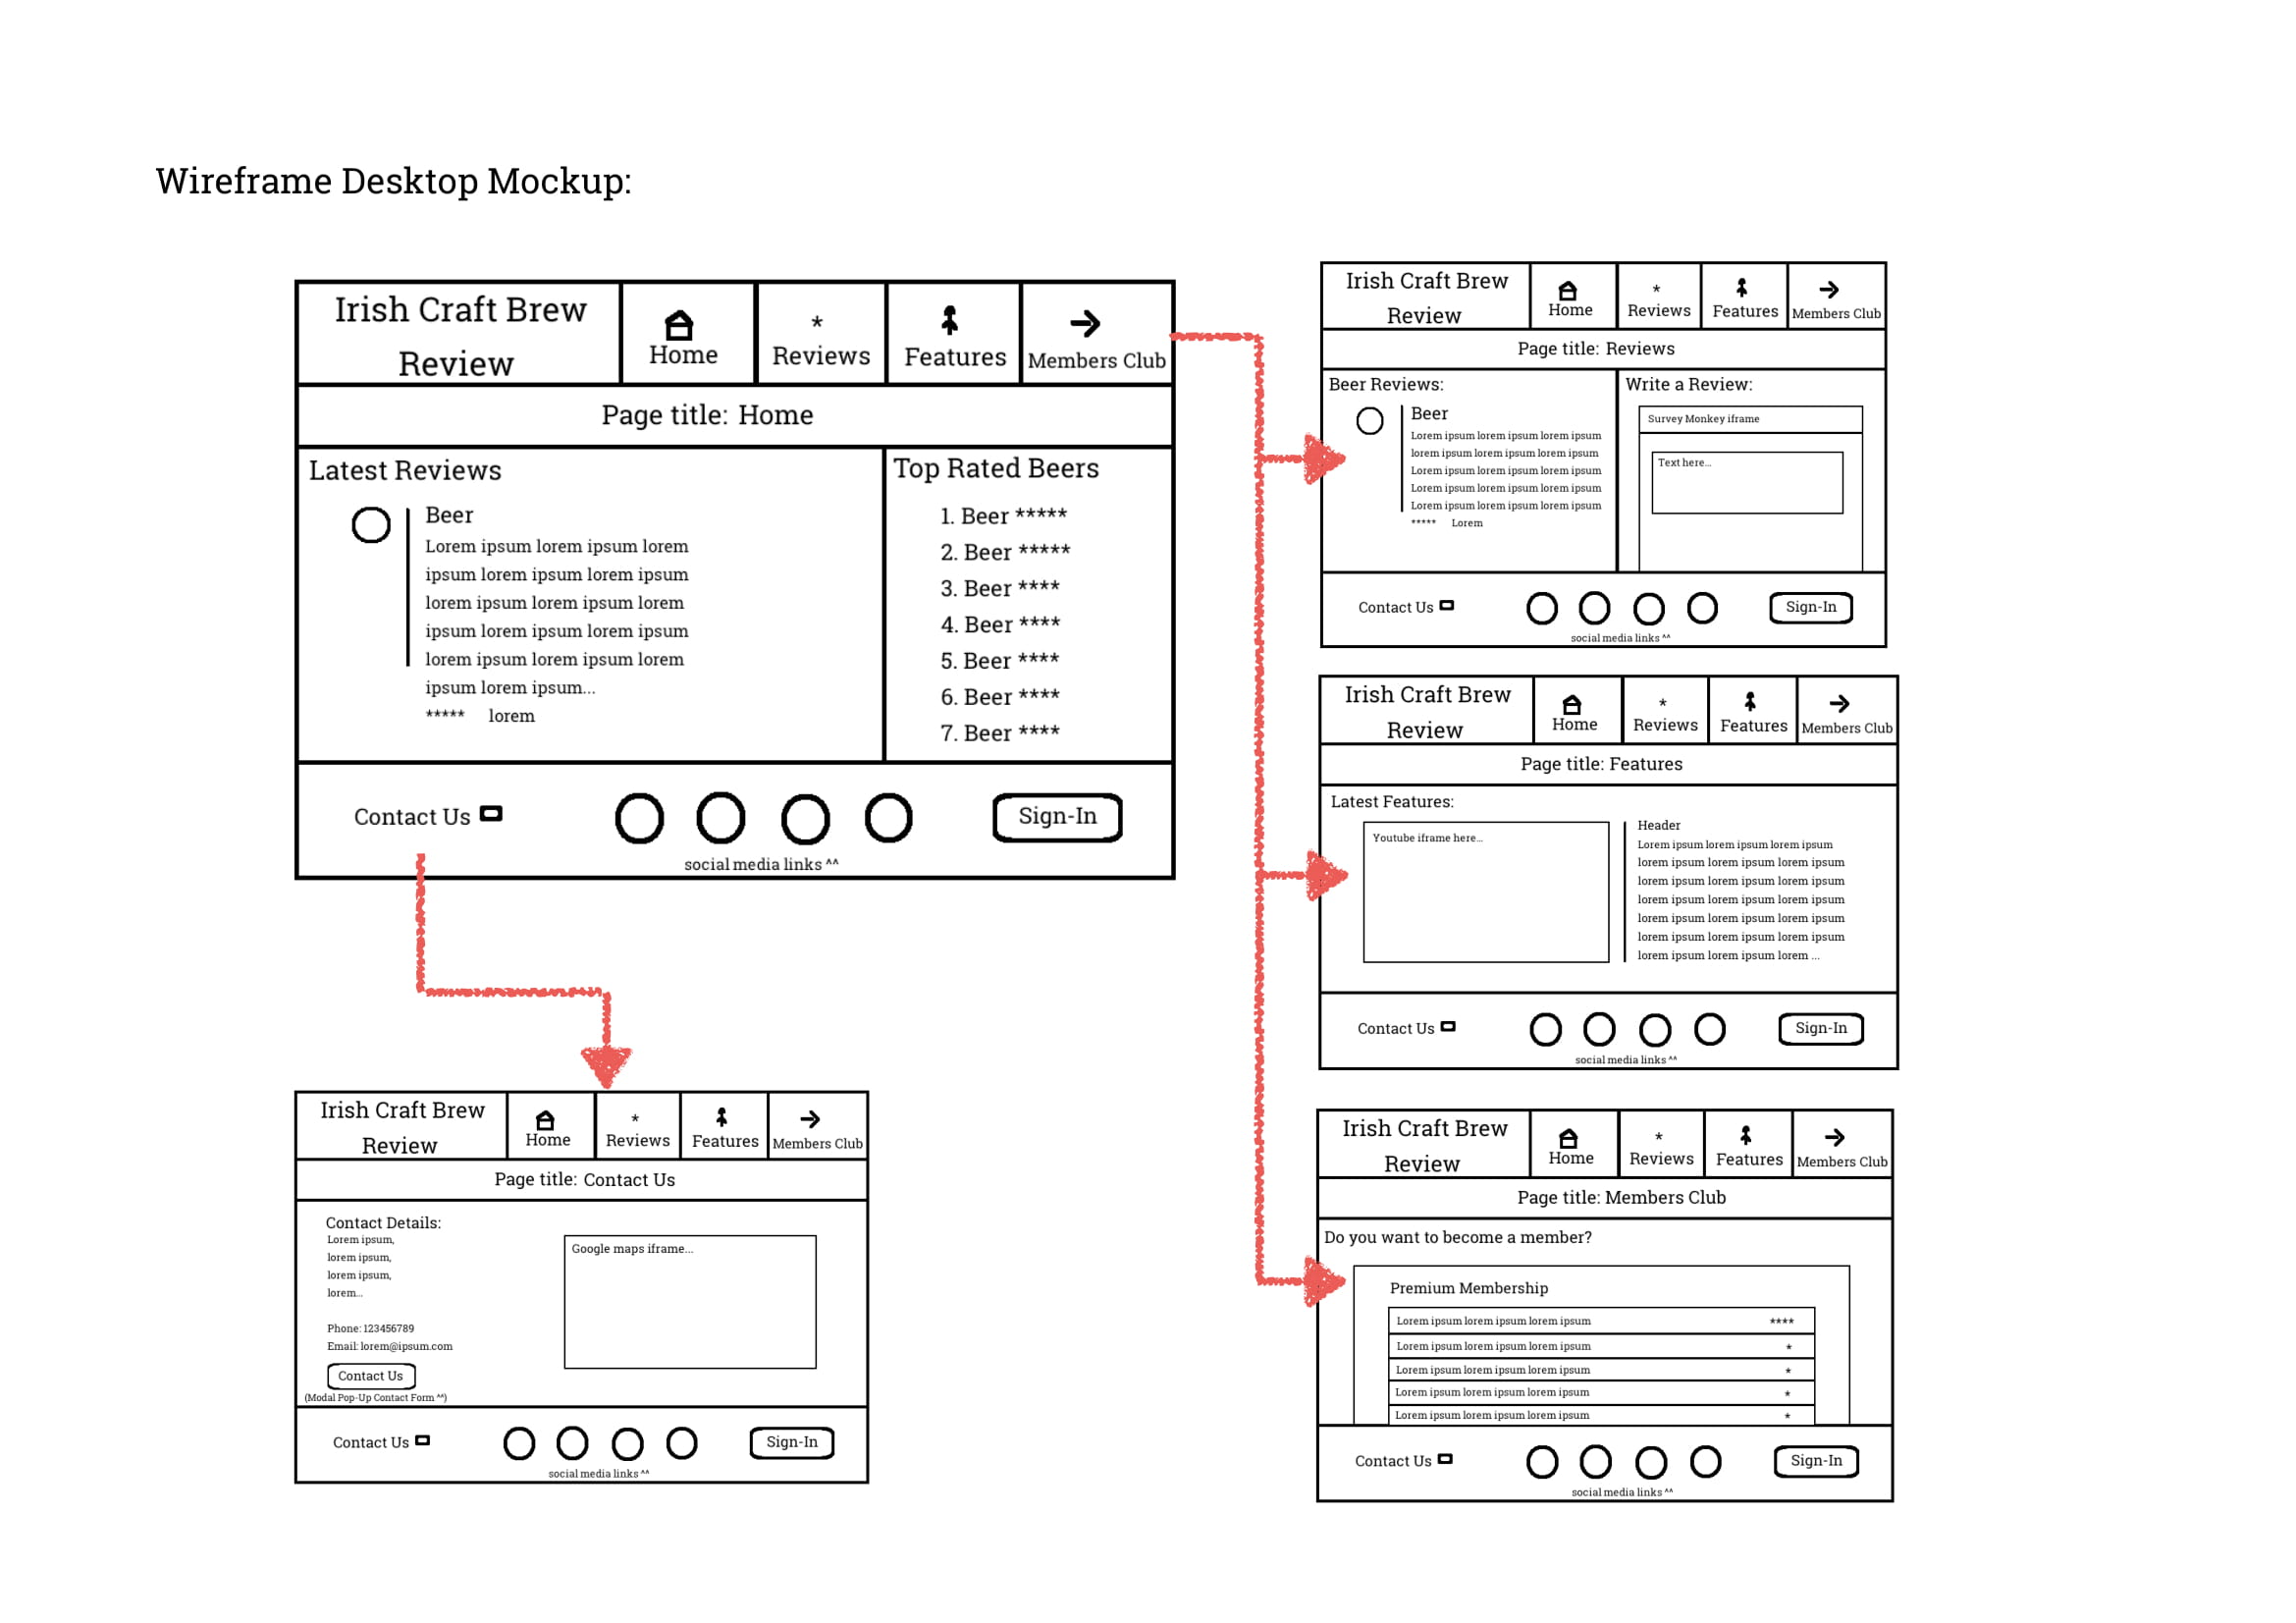 Wireframe Desktop Mockup:
Irish Craft Brew
Review
Home
*
Reviews
Features
Members Club
Page title: Home
Latest Reviews
Beer
Lorem ipsum lorem ipsum lorem
ipsum lorem ipsum lorem ipsum
lorem ipsum lorem ipsum lorem
ipsum lorem ipsum lorem ipsum
lorem ipsum lorem ipsum lorem
ipsum lorem ipsum...
***** lorem
Top Rated Beers
1. Beer *****
2. Beer *****
3. Beer ****
4. Beer ****
5. Beer ****
6. Beer ****
7. Beer ****
Contact Us
social media links ^^
Sign-In
Irish Craft Brew
Review
Home
*
Reviews
Features
Members Club
Page title: Reviews
Beer Reviews:
Beer
Lorem ipsum lorem ipsum lorem ipsum
lorem ipsum lorem ipsum lorem ipsum
Lorem ipsum lorem ipsum lorem ipsum
Lorem ipsum lorem ipsum lorem ipsum
Lorem ipsum lorem ipsum lorem ipsum
***** Lorem
Write a Review:
Survey Monkey iframe
Text here...
Contact Us
social media links ^^
Sign-In
Irish Craft Brew
Review
Home
*
Reviews
Features
Members Club
Page title: Features
Latest Features:
Youtube iframe here...
Header
Lorem ipsum lorem ipsum lorem ipsum
lorem ipsum lorem ipsum lorem ipsum
lorem ipsum lorem ipsum lorem ipsum
lorem ipsum lorem ipsum lorem ipsum
lorem ipsum lorem ipsum lorem ipsum
lorem ipsum lorem ipsum lorem ipsum
lorem ipsum lorem ipsum lorem ...
Contact Us
social media links ^^
Sign-In
Irish Craft Brew
Review
Home
*
Reviews
Features
Members Club
Page title: Contact Us
Contact Details:
Lorem ipsum,
lorem ipsum,
lorem ipsum,
lorem...
Phone: 123456789
Email: lorem@ipsum.com
Contact Us
(Modal Pop-Up Contact Form ^^)
Google maps iframe...
Contact Us
social media links ^^
Sign-In
Irish Craft Brew
Review
Home
*
Reviews
Features
Members Club
Page title: Members Club
Do you want to become a member?
Premium Membership
Lorem ipsum lorem ipsum lorem ipsum ****
Lorem ipsum lorem ipsum lorem ipsum *
Lorem ipsum lorem ipsum lorem ipsum *
Lorem ipsum lorem ipsum lorem ipsum *
Lorem ipsum lorem ipsum lorem ipsum *
Contact Us
social media links ^^
Sign-In